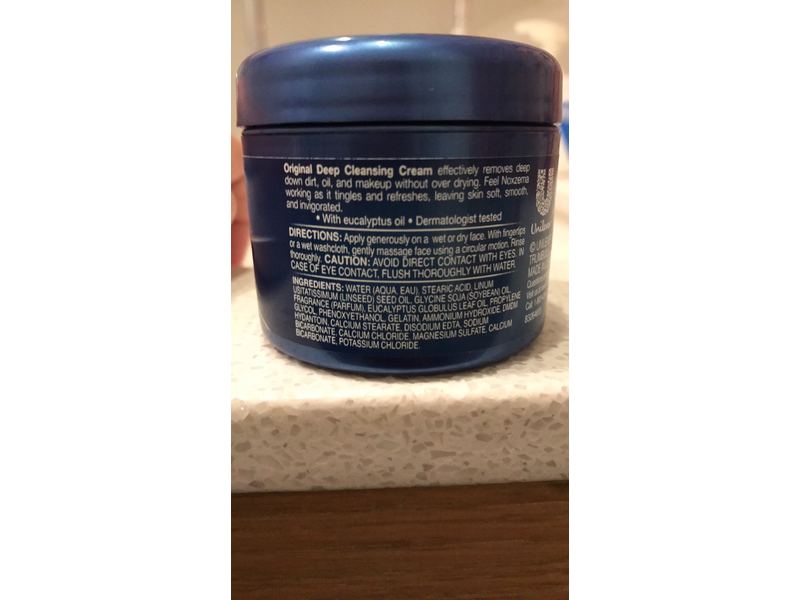 Original Deep Cleansing Cream effectively removes deep
down dirt, oil, and makeup without over drying. Feel Noxzema
working as it tingles and refreshes, leaving skin soft, smooth,
and invigorated.
• With eucalyptus oil • Dermatologist tested
DIRECTIONS: Apply generously on a wet or dry face. With fingertips
or a wet washcloth, gently massage face using a circular motion. Rinse
thoroughly. CAUTION: AVOID DIRECT CONTACT WITH EYES. IN
CASE OF EYE CONTACT, FLUSH THOROUGHLY WITH WATER.
INGREDIENTS: WATER (AQUA, EAU), STEARIC ACID, LINUM
USITATISSIMUM (LINSEED) SEED OIL, GLYCINE SOJA (SOYBEAN) OIL,
FRAGRANCE (PARFUM), EUCALYPTUS GLOBULUS LEAF OIL, PROPYLENE
GLYCOL, PHENOXYETHANOL, GELATIN, AMMONIUM HYDROXIDE, DMDM
HYDANTOIN, CALCIUM STEARATE, DISODIUM EDTA, SODIUM
BICARBONATE, CALCIUM CHLORIDE, MAGNESIUM SULFATE, CALCIUM
BICARBONATE, POTASSIUM CHLORIDE.
MADE
Call